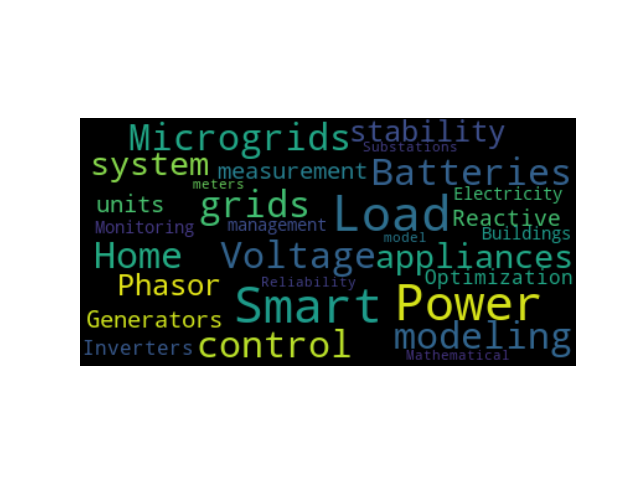 Microgrids stability
Substations
system measurement Batteries
meters
units grids Load Electricity
Monitoring management Reactive
model Buildings
Home Voltage appliances
Phasor Reliability Optimization
Generators Smart Power
Inverters control modeling
Mathematical